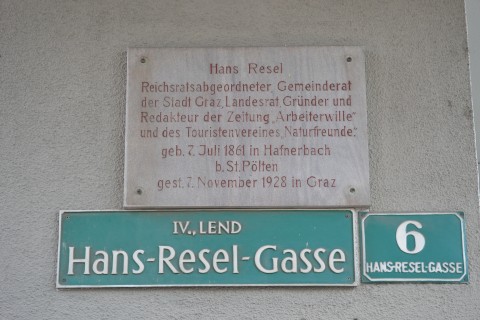 Hans Resel
Reichsratsabgeordneter, Gemeinderat
der Stadt Graz, Landesrat, Gründer und
Redakteur der Zeitung „Arbeiterwille“
und des Touristenvereines „Naturfreunde.“
geb. 7. Juli 1861 in Hafnerbach
b. St. Pölten
gest. 7. November 1928 in Graz
IV., LEND
Hans-Resel-Gasse
6
HANS-RESEL-GASSE